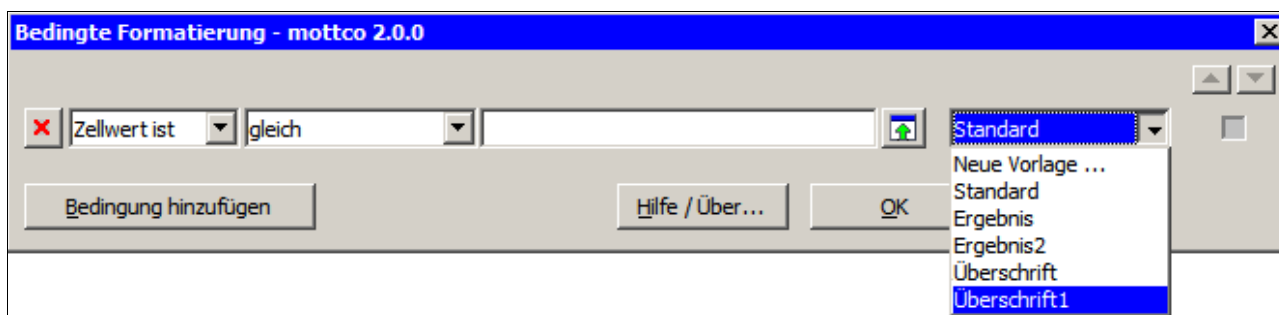 Bedingte Formatierung - mottco 2.0.0
Zellwert ist gleich Standard
Neue Vorlage ...
Standard
Ergebnis
Ergebnis2
Überschrift
Überschrift1
Bedingung hinzufügen Hilfe / Über... OK